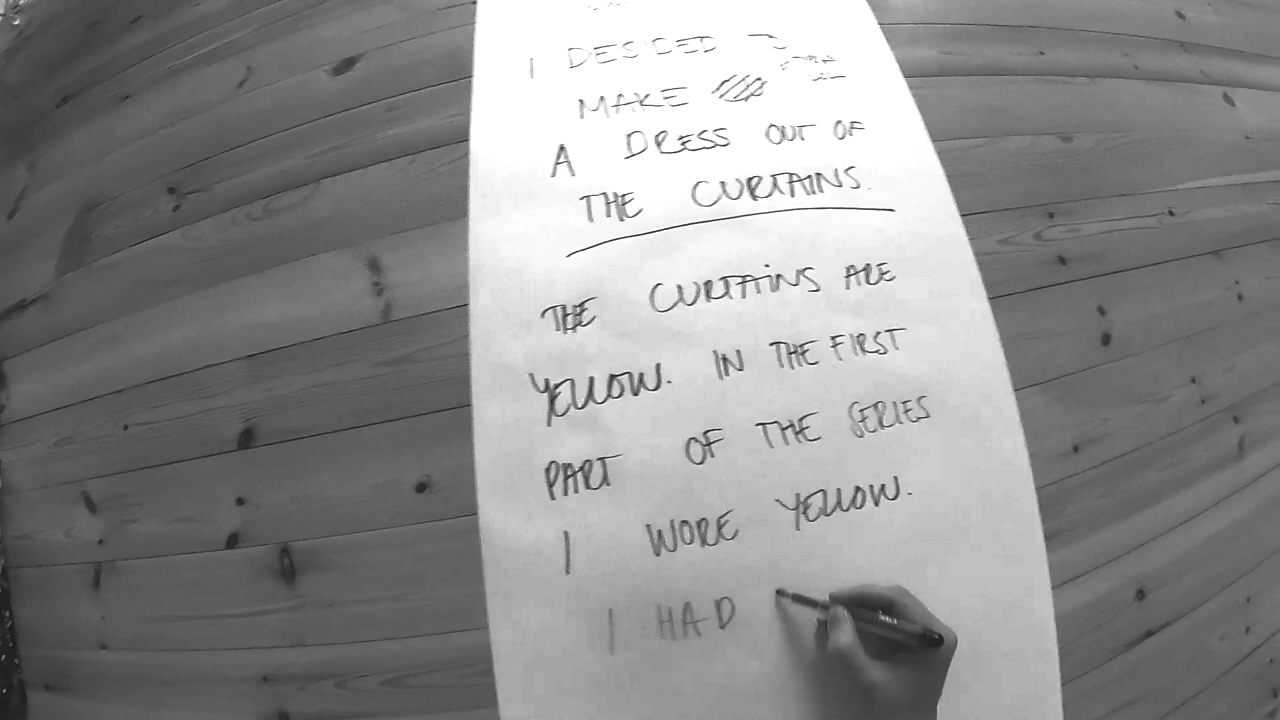 I DESIDED
MAKE
A DRESS OUT OF
THE CURTAINS.
THE CURTAINS ARE
YELLOW. IN THE FIRST
PART OF THE SERIES
I WORE YELLOW.
I HAD